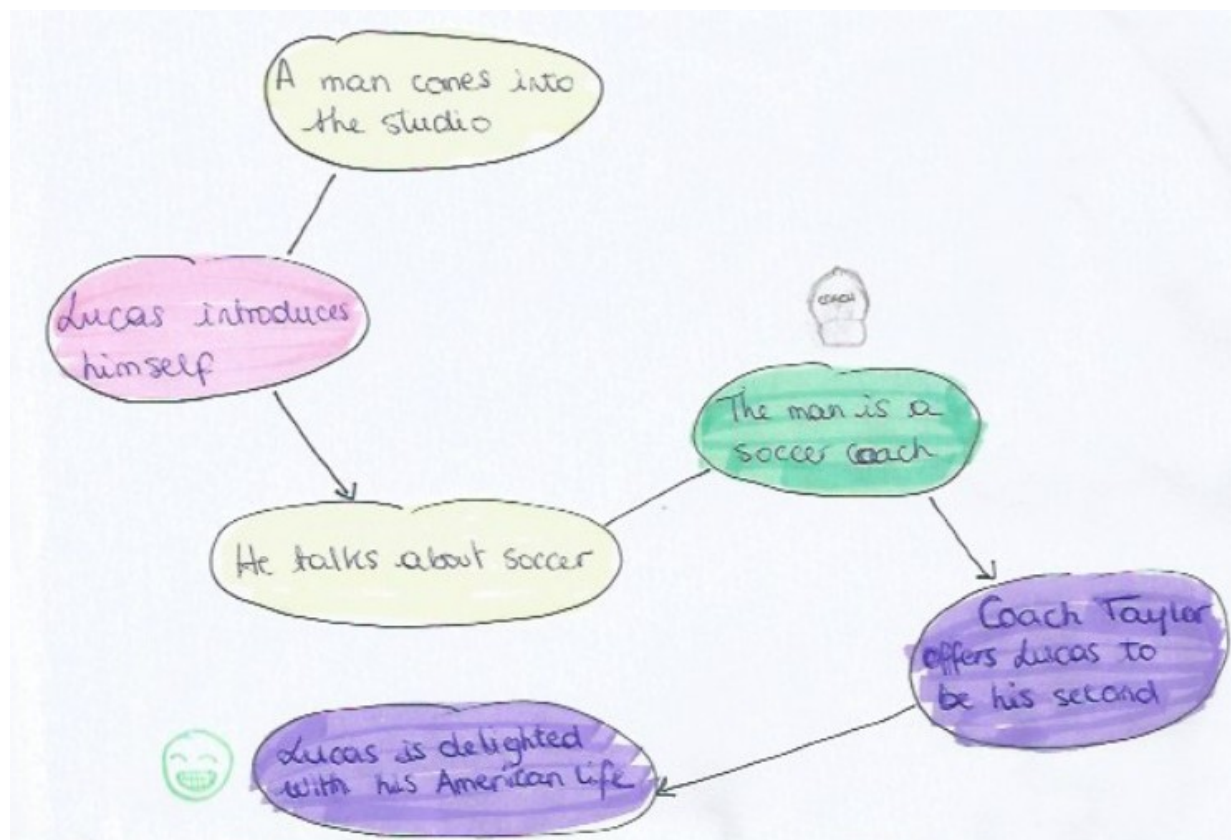 A man comes into
the studio
Lucas introduces
himself
COACH
The man is a
soccer coach
He talks about soccer
Coach Taylor
offers Lucas to
be his second
Lucas is delighted
with his American Life